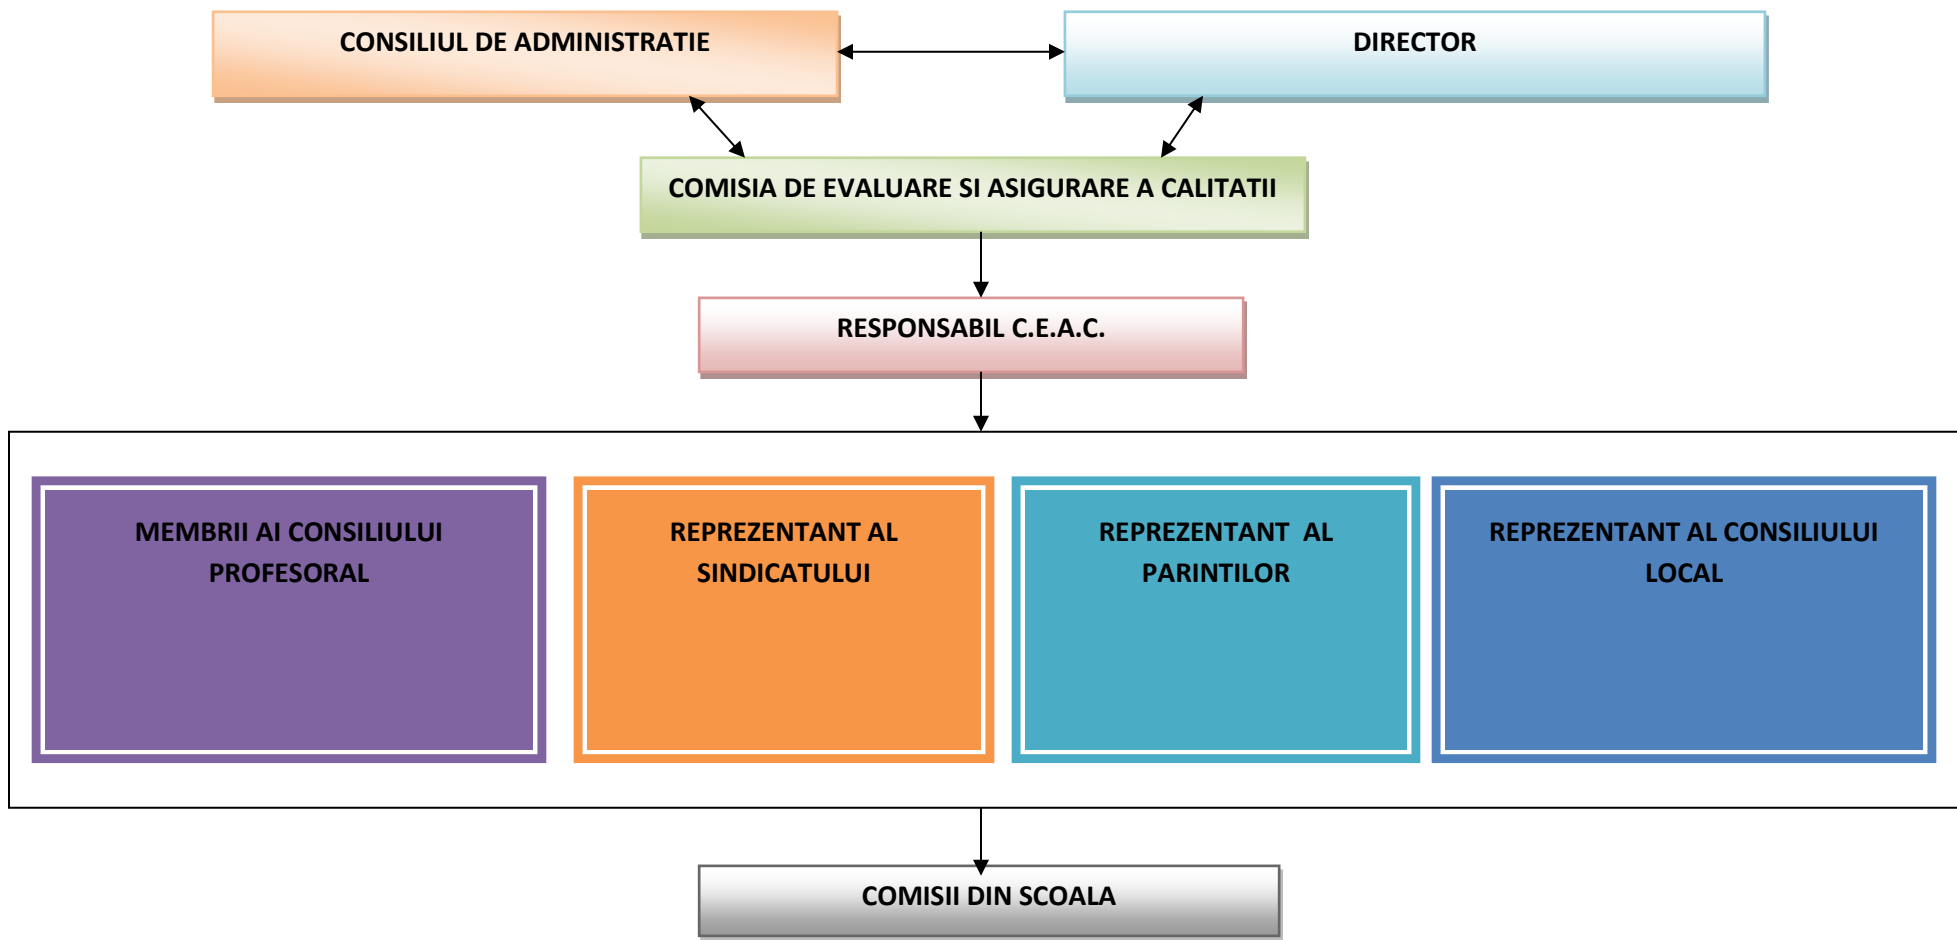 CONSILIUL DE ADMINISTRATIE
DIRECTOR
COMISIA DE EVALUARE SI ASIGURARE A CALITATII
RESPONSABIL C.E.A.C.
MEMBRII AI CONSILIULUI
PROFESORAL
REPREZENTANT AL
SINDICATULUI
REPREZENTANT AL
PARINTILOR
REPREZENTANT AL CONSILIULUI
LOCAL
COMISII DIN SCOALA